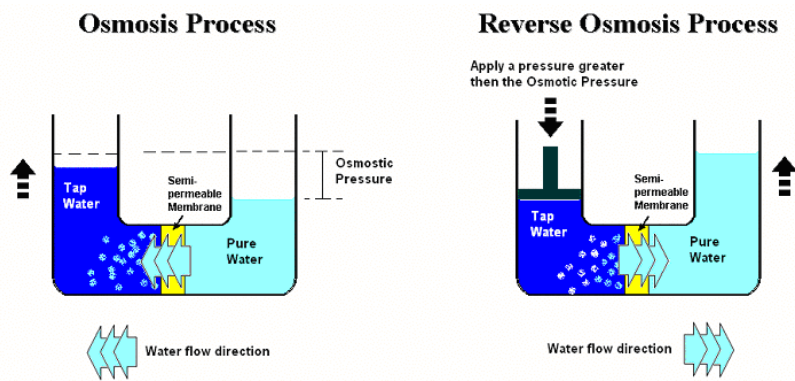 Osmosis Process
Osmostic
Pressure
Tap
Water
Semi-
permeable
Membrane
Pure
Water
Water flow direction
Reverse Osmosis Process
Apply a pressure greater
then the Osmotic Pressure
Tap
Water
Semi-
permeable
Membrane
Pure
Water
Water flow direction